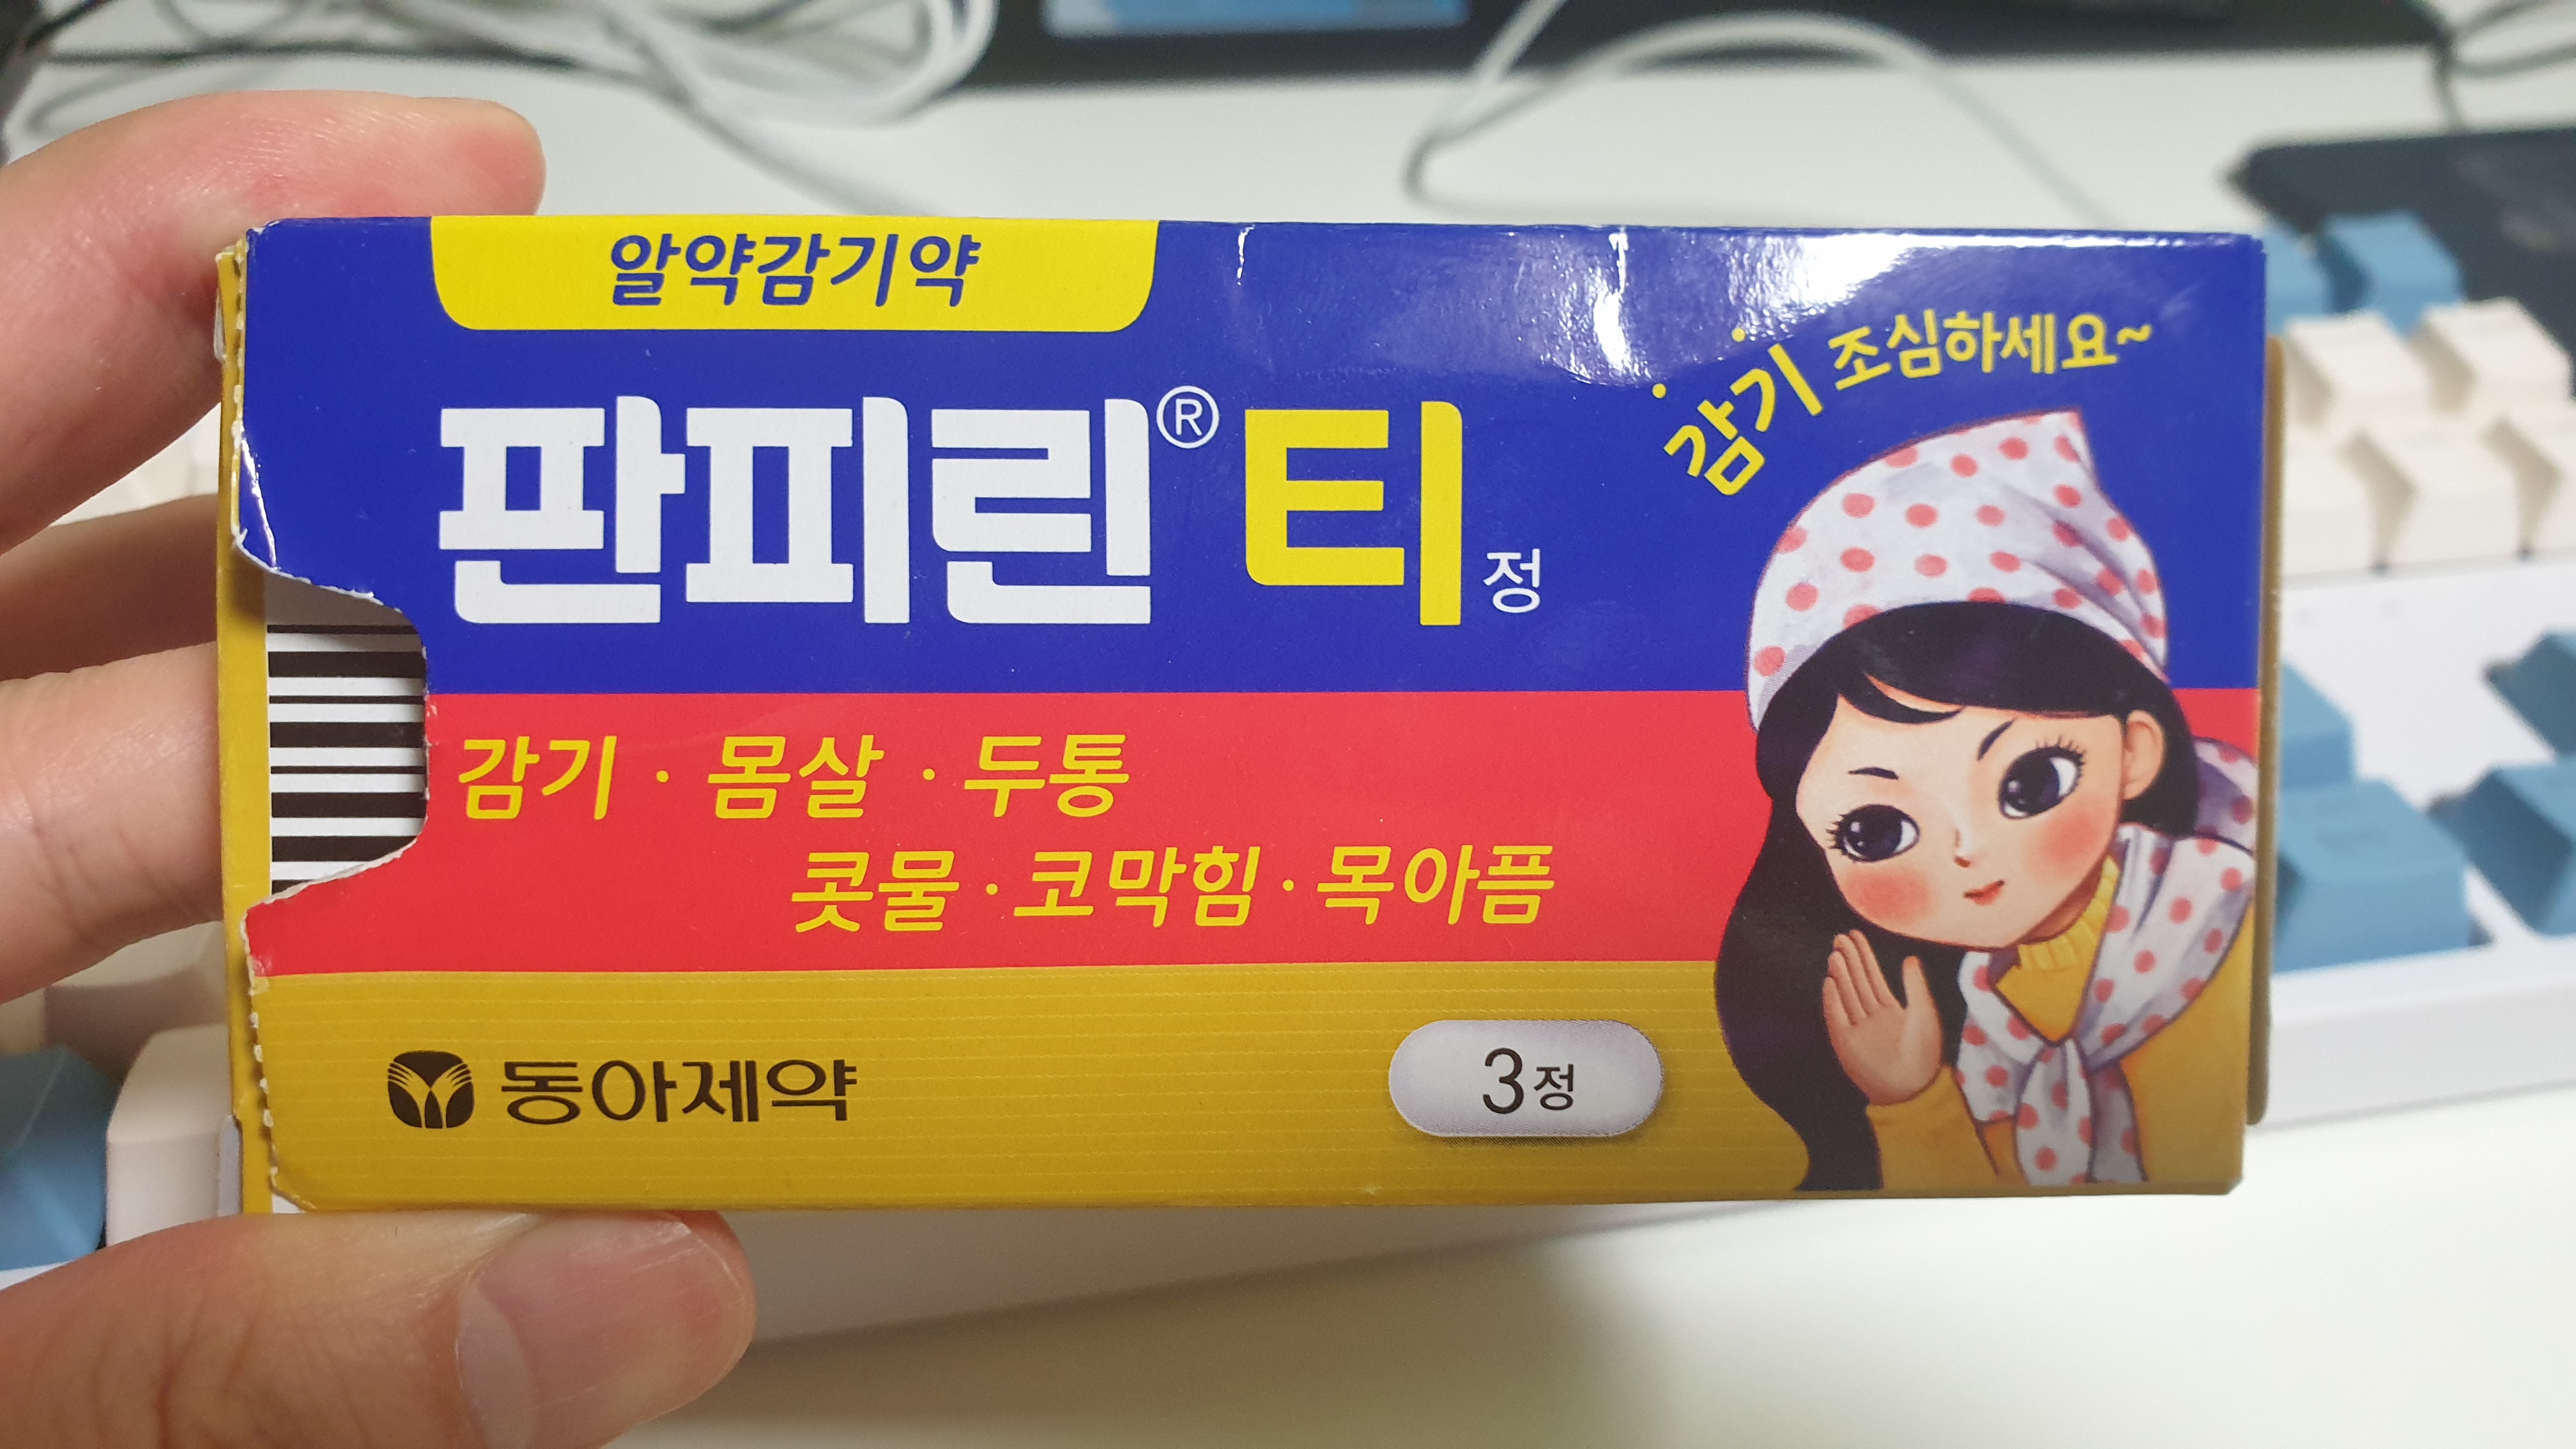 알약감기약
판피린® 티 정
감기 조심하세요~
감기 · 몸살 · 두통
콧물 · 코막힘 · 목아픔
동아제약
3정